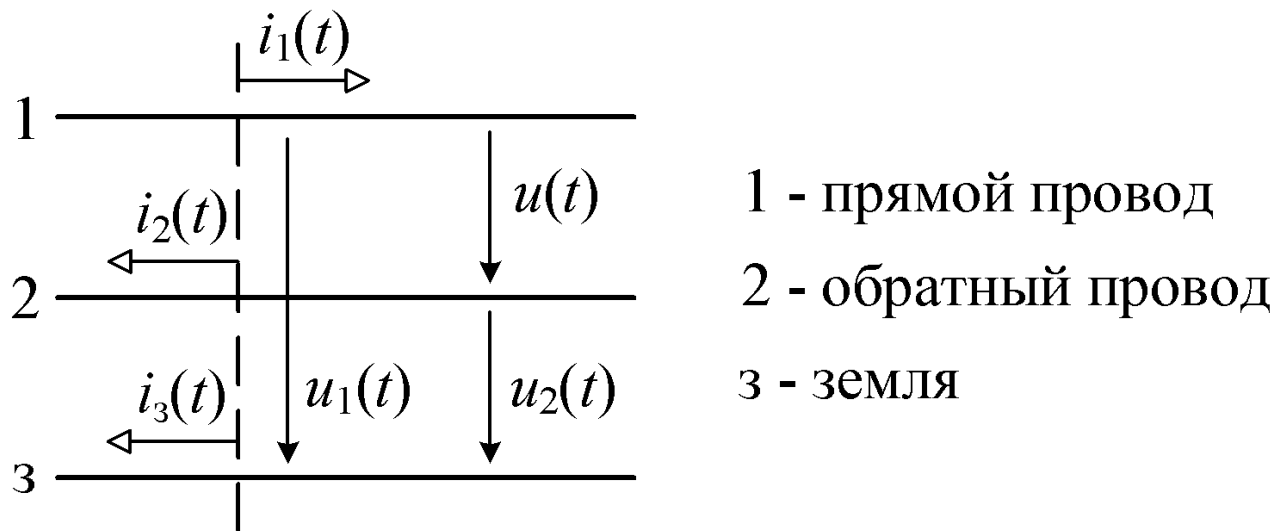 i₁(t)
1
u(t)
1 - прямой провод
i₂(t)
2
2 - обратный провод
i₃(t)
u₁(t)
u₂(t)
з - земля
з